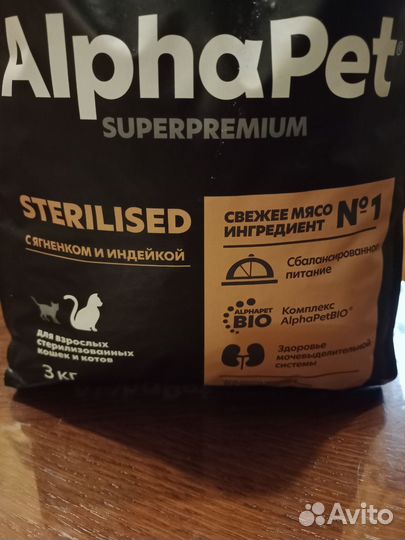 AlphaPet
SUPERPREMIUM
STERILISED
С ЯГНЕНКОМ И ИНДЕЙКОЙ
для взрослых
стерилизованных
кошек и котов
3 кг
СВЕЖЕЕ МЯСО
ИНГРЕДИЕНТ №1
Сбалансированное
питание
ALPHAPET
BIO
Комплекс
AlphaPetBIO®
Здоровье
мочевыделительной
системы
Avito